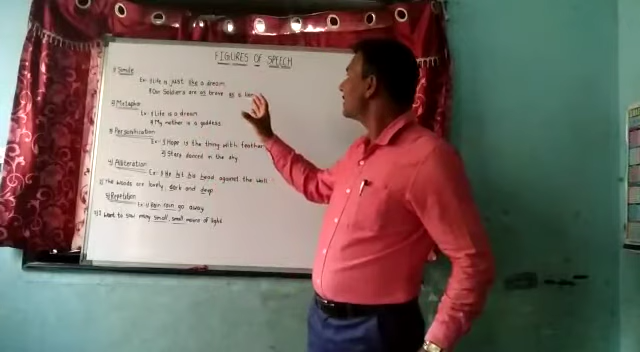 FIGURES OF SPEECH
1) Simile
Ex:- 1) Life is just like a dream
2) Our Soldiers are as brave as a
2) Metaphor
Ex:- 1) Life is a dream
2) My mother is a goddess
3) Personification
Ex:- 1) Hope is the thing with feather
2) Stars danced in the sky
4) Alliteration
Ex:- 1) He hit his head against the wall
2) The woods are lovely, dark and deep
5) Repetition
Ex:- 1) Rain rain go away
2) I want to sow many small, small moons of light